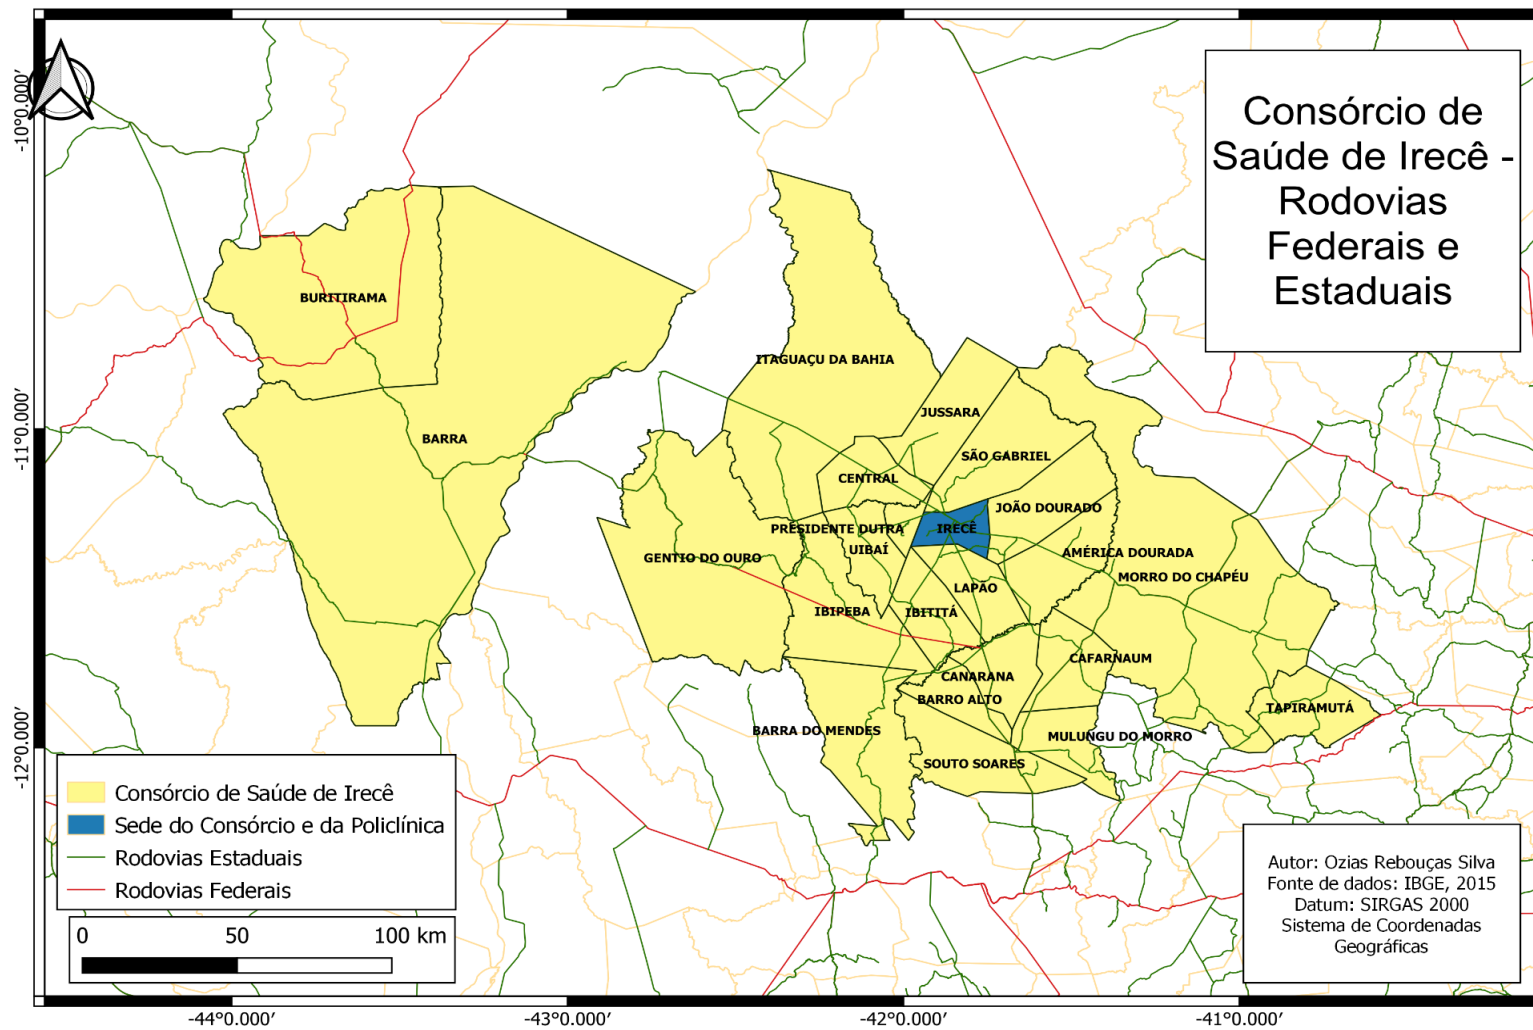 Consórcio de
Saúde de Irecê -
Rodovias
Federais e
Estaduais
-10°0.000′
-11°0.000′
-12°0.000′
BURITIRAMA
ITAGUAÇU DA BAHIA
JUSSARA
BARRA
SÃO GABRIEL
CENTRAL
JOÃO DOURADO
PRESIDENTE DUTRA
IRECÊ
UIBAÍ
AMÉRICA DOURADA
GENTIO DO OURO
MORRO DO CHAPÉU
LAPÃO
IBIPEBA
IBITITÁ
CAFARNAUM
CANARANA
BARRO ALTO
TAPIRAMUTÁ
BARRA DO MENDES
MULUNGU DO MORRO
SOUTO SOARES
Consórcio de Saúde de Irecê
Sede do Consórcio e da Policlínica
Rodovias Estaduais
Rodovias Federais
0 50 100 km
Autor: Ozias Rebouças Silva
Fonte de dados: IBGE, 2015
Datum: SIRGAS 2000
Sistema de Coordenadas
Geográficas
-44°0.000′ -43°0.000′ -42°0.000′ -41°0.000′